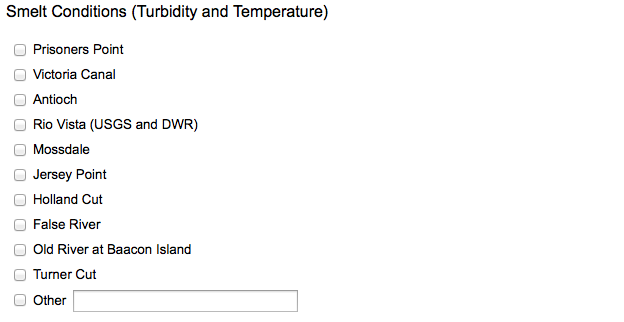 Smelt Conditions (Turbidity and Temperature)
Prisoners Point
Victoria Canal
Antioch
Rio Vista (USGS and DWR)
Mossdale
Jersey Point
Holland Cut
False River
Old River at Baacon Island
Turner Cut
Other